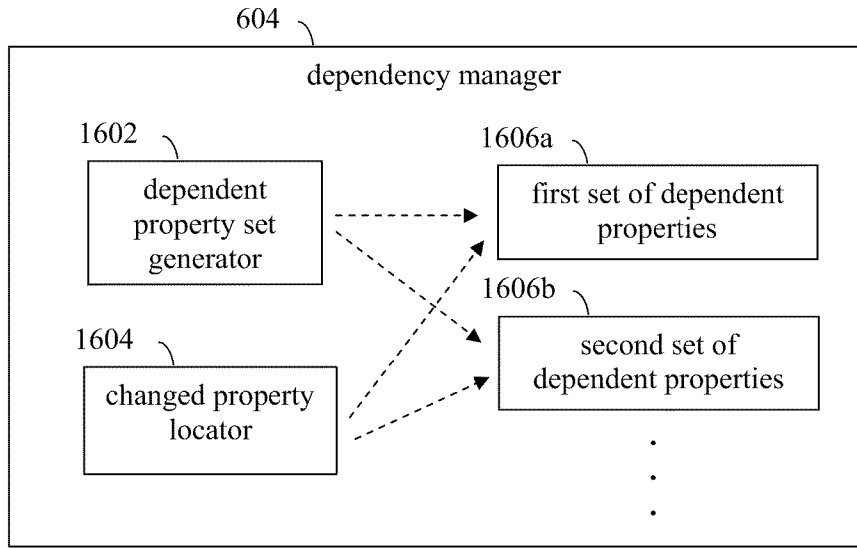 604
dependency manager
1602
dependent
property set
generator
1606a
first set of dependent
properties
1604
changed property
locator
1606b
second set of
dependent properties